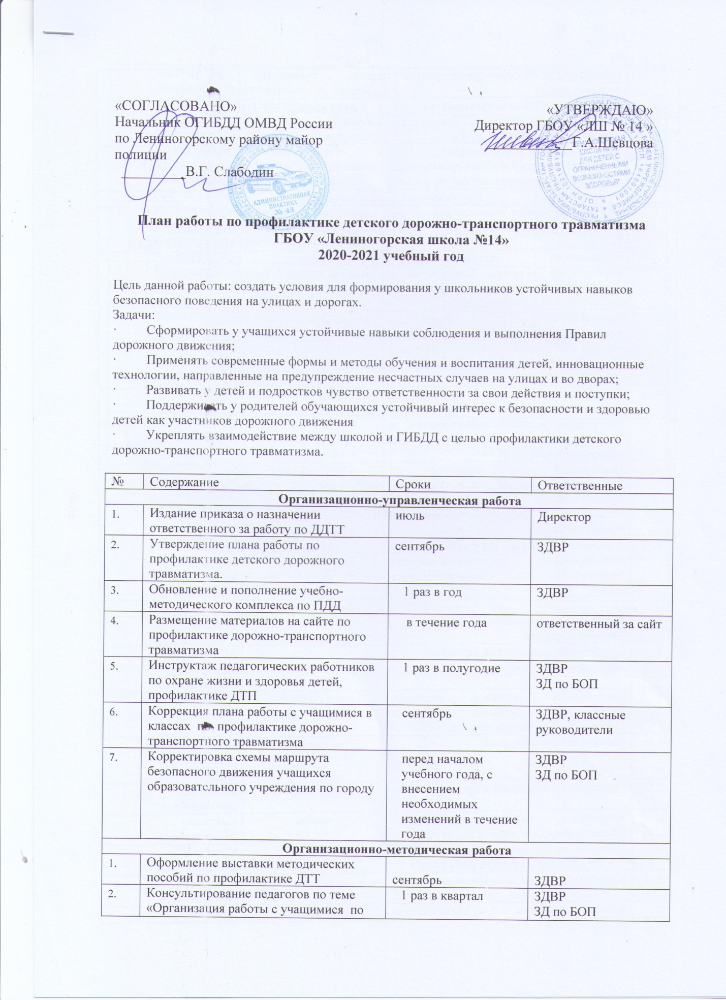 «СОГЛАСОВАНО»
Начальник ОГИБДД ОМВД России
по Лениногорскому району майор
полиции
_________В.Г. Слабодин
«УТВЕРЖДАЮ»
Директор ГБОУ «ЛШ № 14 »
___________Г.А.Шевцова
АДМИНИСТРАТИВНАЯ
ПРАКТИКА
№ 43
ЛЕНИНОГОРСКАЯ
ШКОЛА № 14
ДЛЯ ДЕТЕЙ С
ОГРАНИЧЕННЫМИ
ВОЗМОЖНОСТЯМИ
ЗДОРОВЬЯ"
План работы по профилактике детского дорожно-транспортного травматизма
ГБОУ «Лениногорская школа №14»
2020-2021 учебный год
Цель данной работы: создать условия для формирования у школьников устойчивых навыков
безопасного поведения на улицах и дорогах.
Задачи:
· Сформировать у учащихся устойчивые навыки соблюдения и выполнения Правил
дорожного движения;
· Применять современные формы и методы обучения и воспитания детей, инновационные
технологии, направленные на предупреждение несчастных случаев на улицах и во дворах;
· Развивать у детей и подростков чувство ответственности за свои действия и поступки;
· Поддерживать у родителей обучающихся устойчивый интерес к безопасности и здоровью
детей как участников дорожного движения
· Укреплять взаимодействие между школой и ГИБДД с целью профилактики детского
дорожно-транспортного травматизма.
№ Содержание Сроки Ответственные
Организационно-управленческая работа
1. Издание приказа о назначении июль Директор
ответственного за работу по ДДТТ
2. Утверждение плана работы по сентябрь ЗДВР
профилактике детского дорожного
травматизма.
3. Обновление и пополнение учебно- 1 раз в год ЗДВР
методического комплекса по ПДД
4. Размещение материалов на сайте по в течение года ответственный за сайт
профилактике дорожно-транспортного
травматизма
5. Инструктаж педагогических работников 1 раз в полугодие ЗДВР
по охране жизни и здоровья детей, ЗД по БОП
профилактике ДТП
6. Коррекция плана работы с учащимися в сентябрь ЗДВР, классные
классах по профилактике дорожно- руководители
транспортного травматизма
7. Корректировка схемы маршрута перед началом ЗДВР
безопасного движения учащихся учебного года, с ЗД по БОП
образовательного учреждения по городу внесением
необходимых
изменений в течение
года
Организационно-методическая работа
1. Оформление выставки методических
пособий по профилактике ДТТ сентябрь ЗДВР
2. Консультирование педагогов по теме 1 раз в квартал ЗДВР
«Организация работы с учащимися по ЗД по БОП